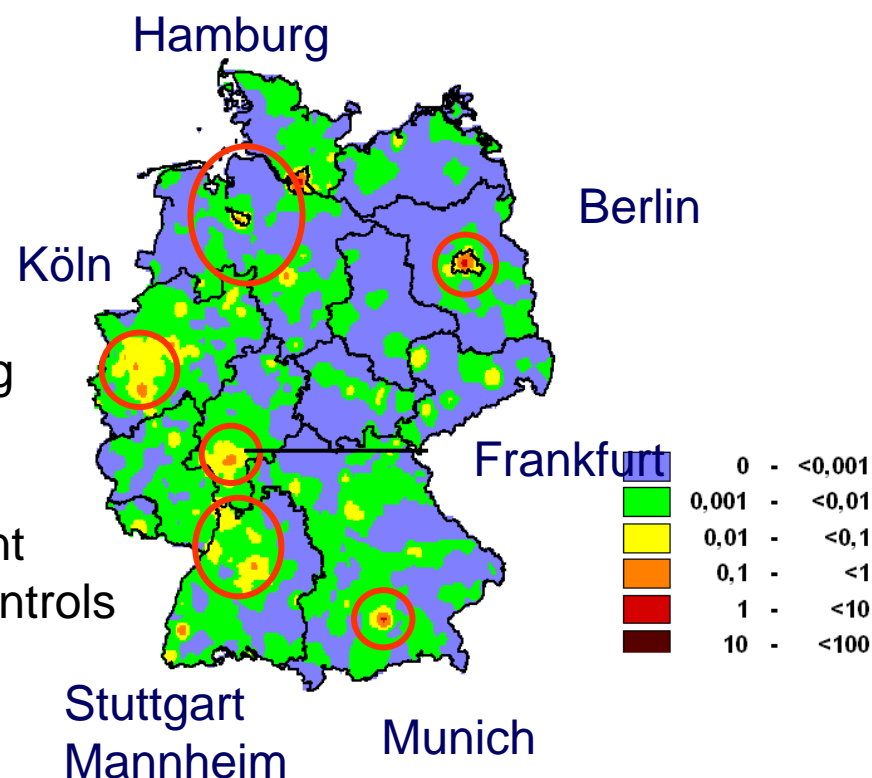 Hamburg
Berlin
Köln
g
Frankfurt
0 - <0,001
0,001 - <0,01
0,01 - <0,1
0,1 - <1
1 - <10
10 - <100
nt
ntrols
Stuttgart
Mannheim
Munich